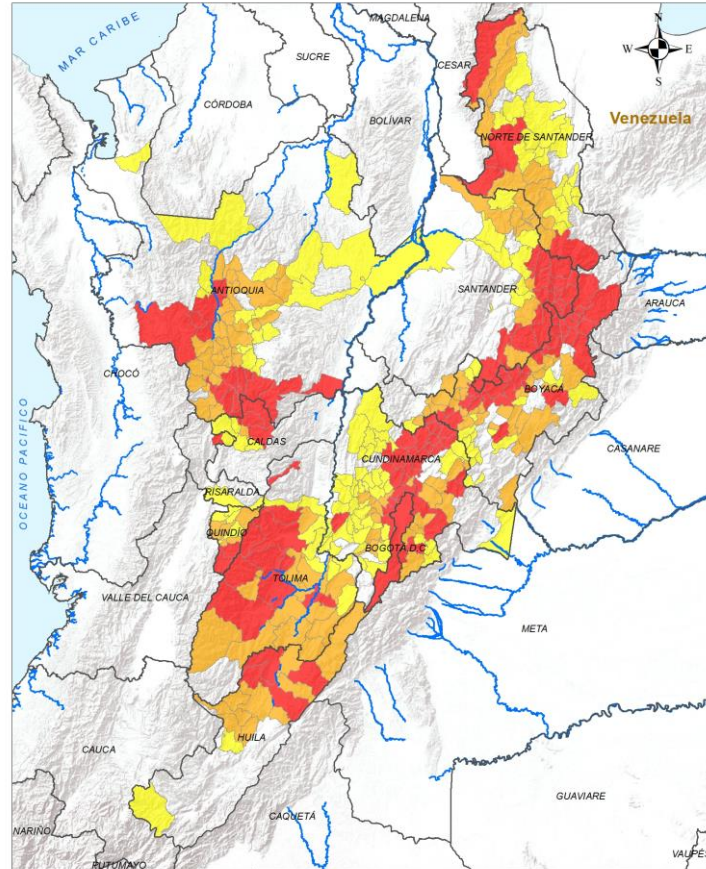 MAR CARIBE
MAGDALENA
N
W E
S
CESAR
SUCRE
CÓRDOBA
BOLÍVAR
Venezuela
NORTE DE SANTANDER
ANTIOQUIA
SANTANDER
ARAUCA
CHOCÓ
BOYACÁ
CALDAS
CASANARE
CUNDINAMARCA
OCEANO PACIFICO
RISARALDA
QUINDÍO
BOGOTÁ D.C
TOLIMA
VALLE DEL CAUCA
META
HUILA
CAUCA
GUAVIARE
CAQUETÁ
NARIÑO
PUTUMAYO
VAUPÉS